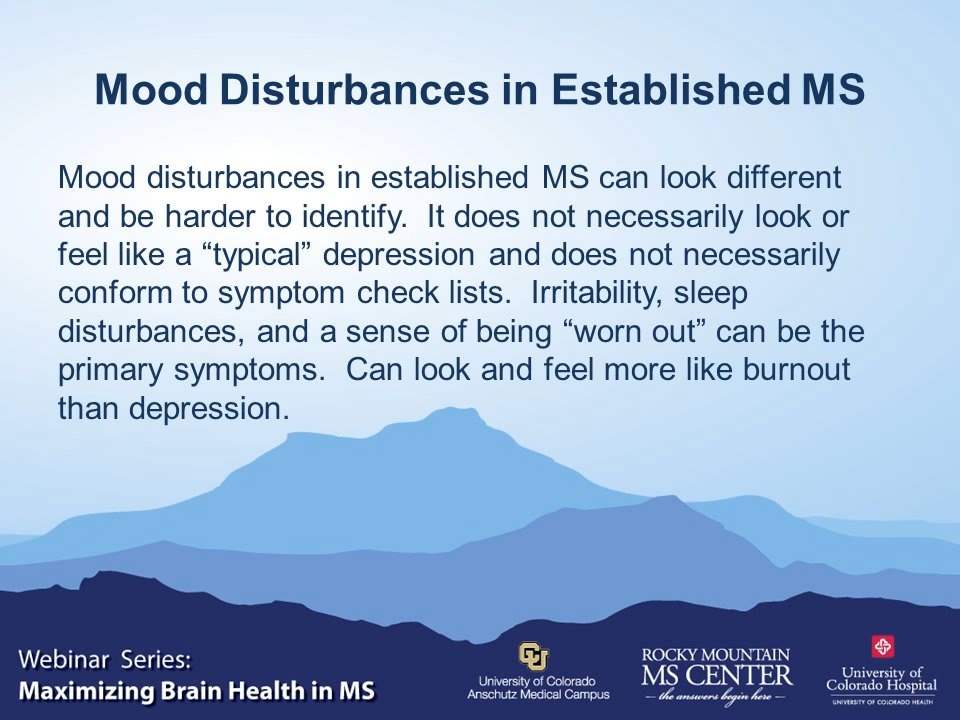 Mood Disturbances in Established MS
Mood disturbances in established MS can look different
and be harder to identify.  It does not necessarily look or
feel like a “typical” depression and does not necessarily
conform to symptom check lists.  Irritability, sleep
disturbances, and a sense of being “worn out” can be the
primary symptoms.  Can look and feel more like burnout
than depression.
Webinar Series:
Maximizing Brain Health in MS
CU
University of Colorado
Anschutz Medical Campus
ROCKY MOUNTAIN
MS CENTER
the answers begin here
University of
Colorado Hospital
UNIVERSITY OF COLORADO HEALTH